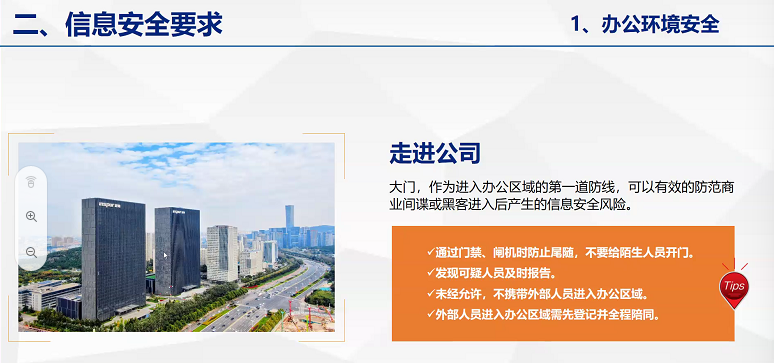 二、信息安全要求
1、办公环境安全
走进公司
大门，作为进入办公区域的第一道防线，可以有效的防范商
业间谍或黑客进入后产生的信息安全风险。
✓通过门禁、闸机时防止尾随，不要给陌生人员开门。
✓发现可疑人员及时报告。
✓未经允许，不携带外部人员进入办公区域。
✓外部人员进入办公区域需先登记并全程陪同。
Tips